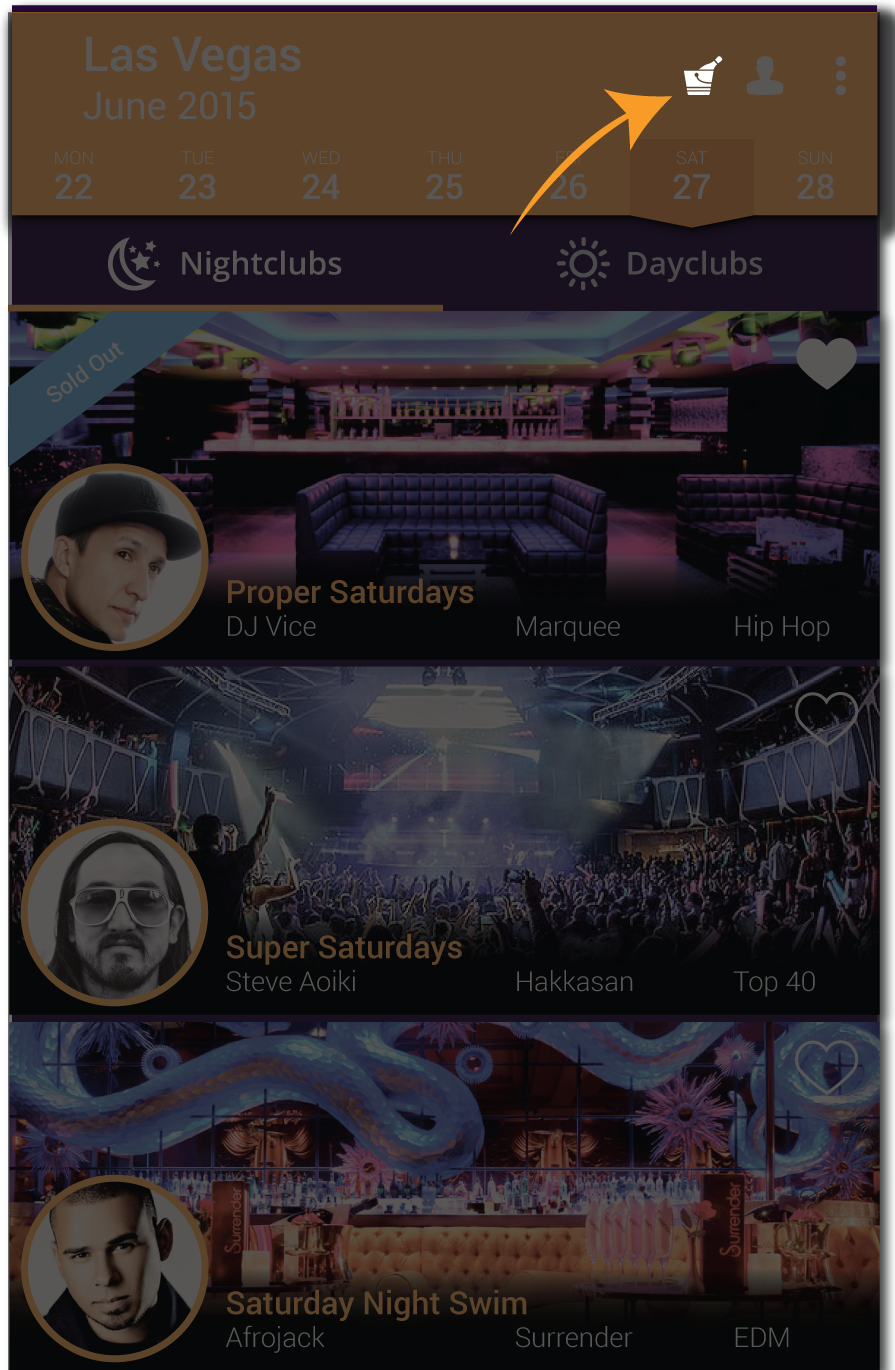 Las Vegas
June 2015
MON TUE WED THU FRI SAT SUN
22 23 24 25 26 27 28
Nightclubs Dayclubs
Sold Out
Proper Saturdays
DJ Vice Marquee Hip Hop
Super Saturdays
Steve Aoiki Hakkasan Top 40
Surrender Surrender
Saturday Night Swim
Afrojack Surrender EDM